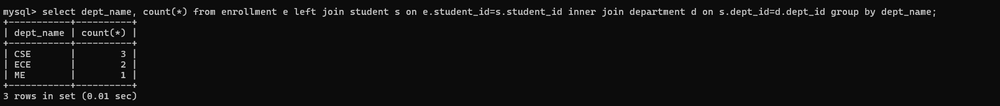 mysql> select dept_name, count(*) from enrollment e left join student s on e.student_id=s.student_id inner join department d on s.dept_id=d.dept_id group by dept_name;
+-----------+----------+
| dept_name | count(*) |
+-----------+----------+
| CSE       |        3 |
| ECE       |        2 |
| ME        |        1 |
+-----------+----------+
3 rows in set (0.01 sec)